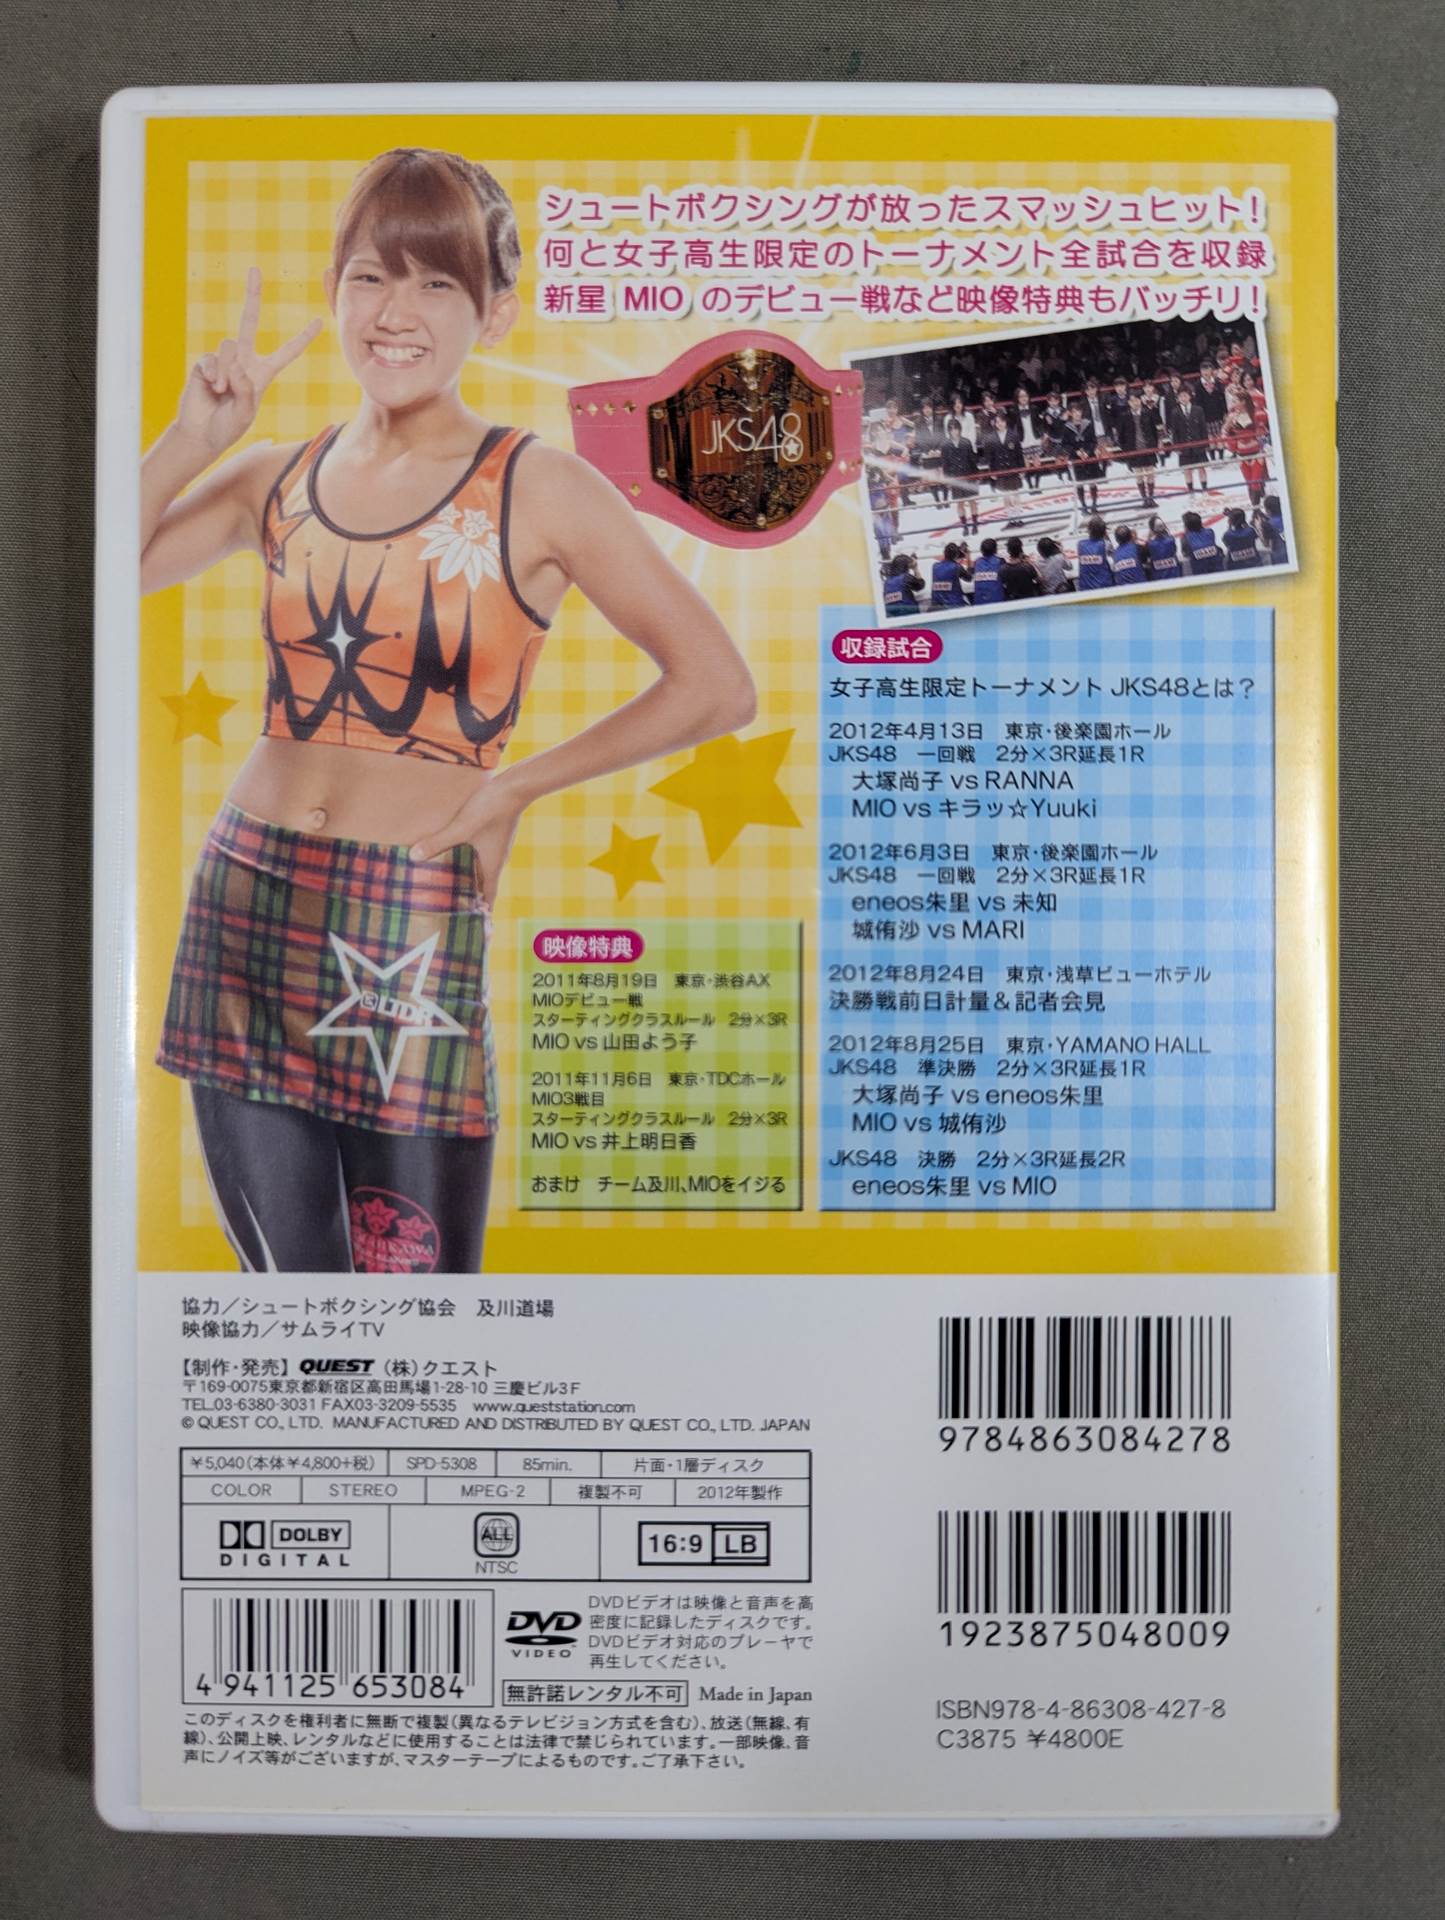 シュートボクシングが放ったスマッシュヒット!
何と女子高生限定のトーナメント全試合を収録
新星 MIO のデビュー戦など映像特典もバッチリ!
JKS48
収録試合
女子高生限定トーナメント JKS48とは?
2012年4月13日 東京・後楽園ホール
JKS48 一回戦 2分×3R延長1R
大塚尚子 vs RANNA
MIO vs キラッ☆Yuuki
2012年6月3日 東京・後楽園ホール
JKS48 一回戦 2分×3R延長1R
eneos朱里 vs 未知
城侑沙 vs MARI
2012年8月24日 東京・浅草ビューホテル
決勝戦前日計量&記者会見
2012年8月25日 東京・YAMANO HALL
JKS48 準決勝 2分×3R延長1R
大塚尚子 vs eneos朱里
MIO vs 城侑沙
JKS48 決勝 2分×3R延長2R
eneos朱里 vs MIO
映像特典
2011年8月19日 東京・渋谷AX
MIOデビュー戦
スターティングクラスルール 2分×3R
MIO vs 山田よう子
2011年11月6日 東京・TDCホール
MIO3戦目
スターティングクラスルール 2分×3R
MIO vs 井上明日香
おまけ チーム及川、MIOをイジる
協力/シュートボクシング協会 及川道場
映像協力/サムライTV
【制作・発売】QUEST (株)クエスト
〒169-0075東京都新宿区高田馬場1-28-10 三慶ビル3F
TEL.03-6380-3031 FAX03-3209-5535 www.queststation.com
© QUEST CO., LTD. MANUFACTURED AND DISTRIBUTED BY QUEST CO., LTD. JAPAN
¥5,040(本体¥4,800+税) SPD-5308 85min. 片面・1層ディスク
COLOR STEREO MPEG-2 複製不可 2012年製作
DOLBY
DIGITAL
ALL
NTSC
16:9 LB
4 941125 653084
DVD
VIDEO
DVDビデオは映像と音声を高
密度に記録したディスクです。
DVDビデオ対応のプレーヤで
再生してください。
無許諾レンタル不可 Made in Japan
このディスクを権利者に無断で複製(異なるテレビジョン方式を含む)、放送(無線、有
線)、公開上映、レンタルなどに使用することは法律で禁じられています。一部映像、音
声にノイズ等がございますが、マスターテープによるものです。ご了承下さい。
9784863084278
1923875048009
ISBN978-4-86308-427-8
C3875 ¥4800E